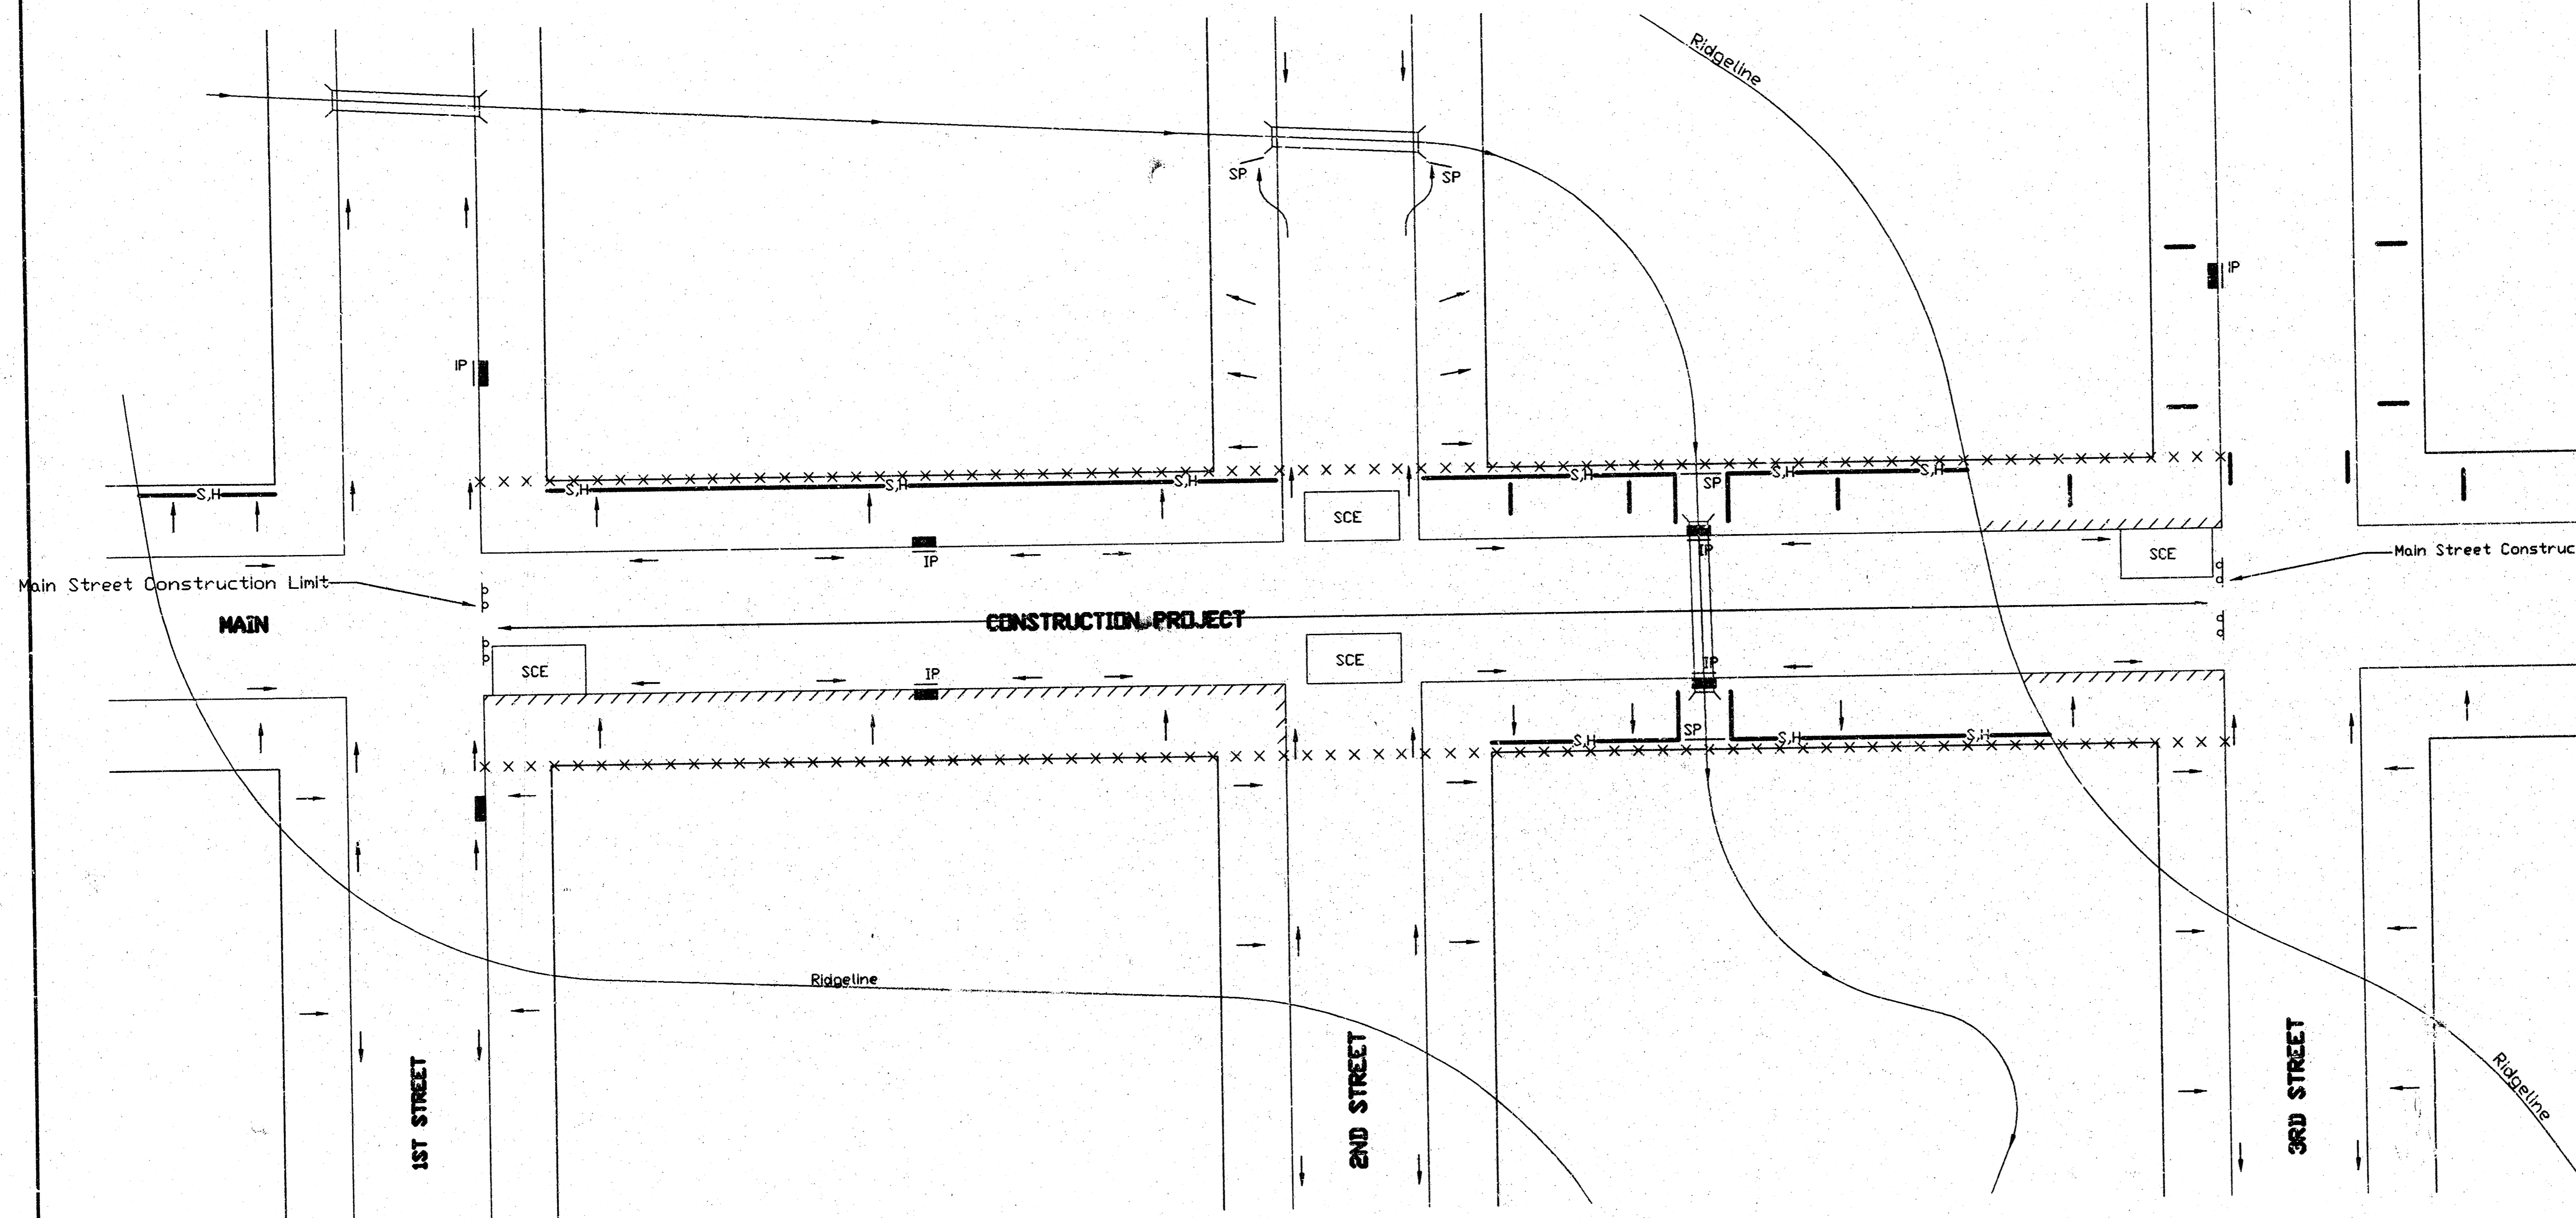 Ridgeline
SP
SP
IP
IP
S,H
S,H
S,H
S,H
S,H
SP
S,H
S,H
SCE
IP
IP
SCE
Main Street Construc
Main Street Construction Limit
MAIN
CONSTRUCTION PROJECT
SCE
IP
SCE
IP
SP
S,H
S,H
S,H
Ridgeline
1ST STREET
2ND STREET
3RD STREET
Ridgeline